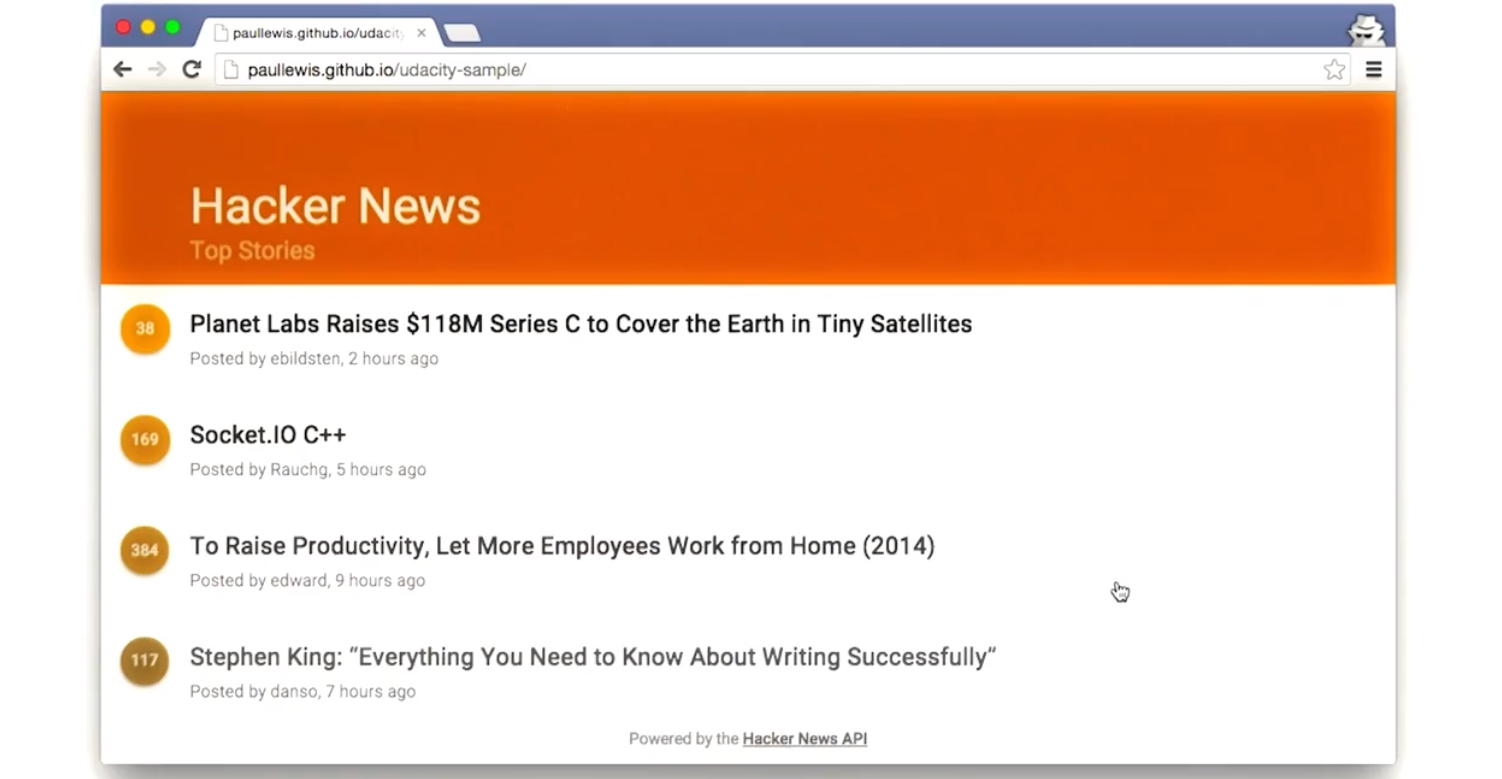 paullewis.github.io/udacity
paullewis.github.io/udacity-sample/
Hacker News
Top Stories
38
Planet Labs Raises $118M Series C to Cover the Earth in Tiny Satellites
Posted by ebildsten, 2 hours ago
169
Socket.IO C++
Posted by Rauchg, 5 hours ago
384
To Raise Productivity, Let More Employees Work from Home (2014)
Posted by edward, 9 hours ago
117
Stephen King: “Everything You Need to Know About Writing Successfully”
Posted by danso, 7 hours ago
Powered by the Hacker News API